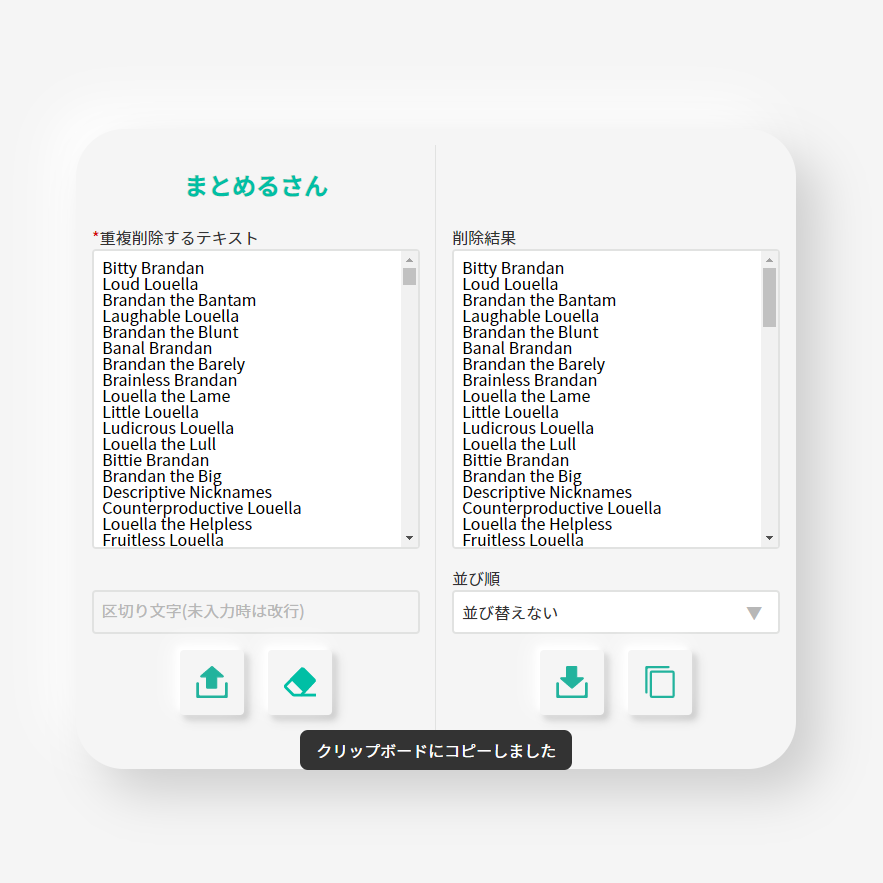 まとめるさん
*重複削除するテキスト
Bitty Brandan
Loud Louella
Brandan the Bantam
Laughable Louella
Brandan the Blunt
Banal Brandan
Brandan the Barely
Brainless Brandan
Louella the Lame
Little Louella
Ludicrous Louella
Louella the Lull
Bittie Brandan
Brandan the Big
Descriptive Nicknames
Counterproductive Louella
Louella the Helpless
Fruitless Louella
区切り文字(未入力時は改行)
削除結果
Bitty Brandan
Loud Louella
Brandan the Bantam
Laughable Louella
Brandan the Blunt
Banal Brandan
Brandan the Barely
Brainless Brandan
Louella the Lame
Little Louella
Ludicrous Louella
Louella the Lull
Bittie Brandan
Brandan the Big
Descriptive Nicknames
Counterproductive Louella
Louella the Helpless
Fruitless Louella
並び順
並び替えない
クリップボードにコピーしました